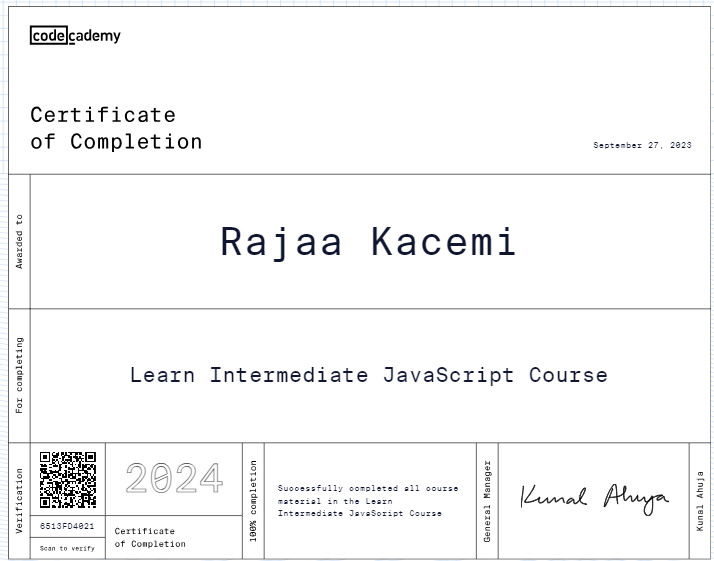 codecademy
Certificate
of Completion
September 27, 2023
Awarded to
Rajaa Kacemi
For completing
Learn Intermediate JavaScript Course
Verification
6513FD4021
Scan to verify
2024
Certificate
of Completion
100% completion
Successfully completed all course
material in the Learn
Intermediate JavaScript Course
General Manager
Kunal Ahuja
Kunal Ahuja